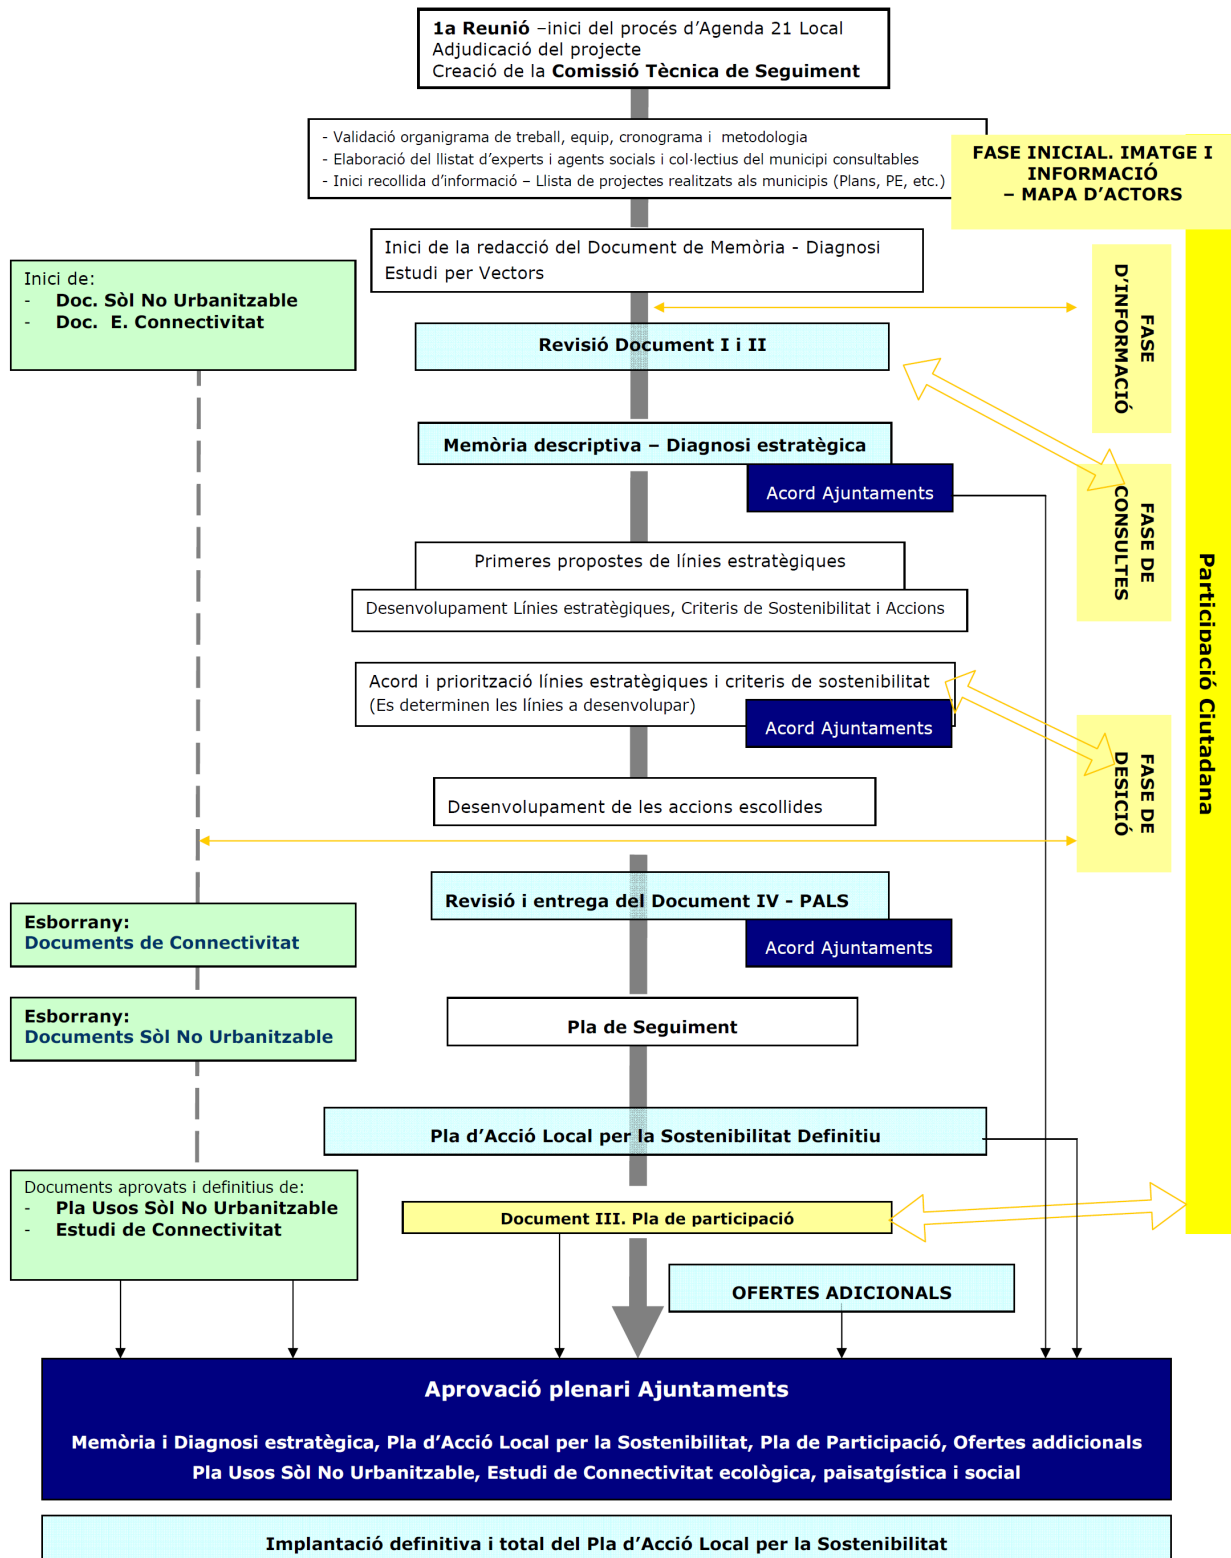 1a Reunió –inici del procés d’Agenda 21 Local
Adjudicació del projecte
Creació de la Comissió Tècnica de Seguiment
- Validació organigrama de treball, equip, cronograma i  metodologia
- Elaboració del llistat d’experts i agents socials i col·lectius del municipi consultables
- Inici recollida d’informació – Llista de projectes realitzats als municipis (Plans, PE, etc.)
FASE INICIAL. IMATGE I
INFORMACIÓ
– MAPA D’ACTORS
Inici de la redacció del Document de Memòria - Diagnosi
Estudi per Vectors
Inici de:
- Doc. Sòl No Urbanitzable
- Doc.  E. Connectivitat
FASE
D’INFORMACIÓ
Revisió Document I i II
Memòria descriptiva – Diagnosi estratègica
Acord Ajuntaments
FASE DE
CONSULTES
Primeres propostes de línies estratègiques
Desenvolupament Línies estratègiques, Criteris de Sostenibilitat i Accions
Participació Ciutadana
Acord i priorització línies estratègiques i criteris de sostenibilitat
(Es determinen les línies a desenvolupar)
Acord Ajuntaments
FASE DE
DESICIÓ
Desenvolupament de les accions escollides
Revisió i entrega del Document IV - PALS
Acord Ajuntaments
Esborrany:
Documents de Connectivitat
Esborrany:
Documents Sòl No Urbanitzable
Pla de Seguiment
Pla d’Acció Local per la Sostenibilitat Definitiu
Documents aprovats i definitius de:
- Pla Usos Sòl No Urbanitzable
- Estudi de Connectivitat
Document III. Pla de participació
OFERTES ADICIONALS
Aprovació plenari Ajuntaments
Memòria i Diagnosi estratègica, Pla d’Acció Local per la Sostenibilitat, Pla de Participació, Ofertes addicionals
Pla Usos Sòl No Urbanitzable, Estudi de Connectivitat ecològica, paisatgística i social
Implantació definitiva i total del Pla d’Acció Local per la Sostenibilitat